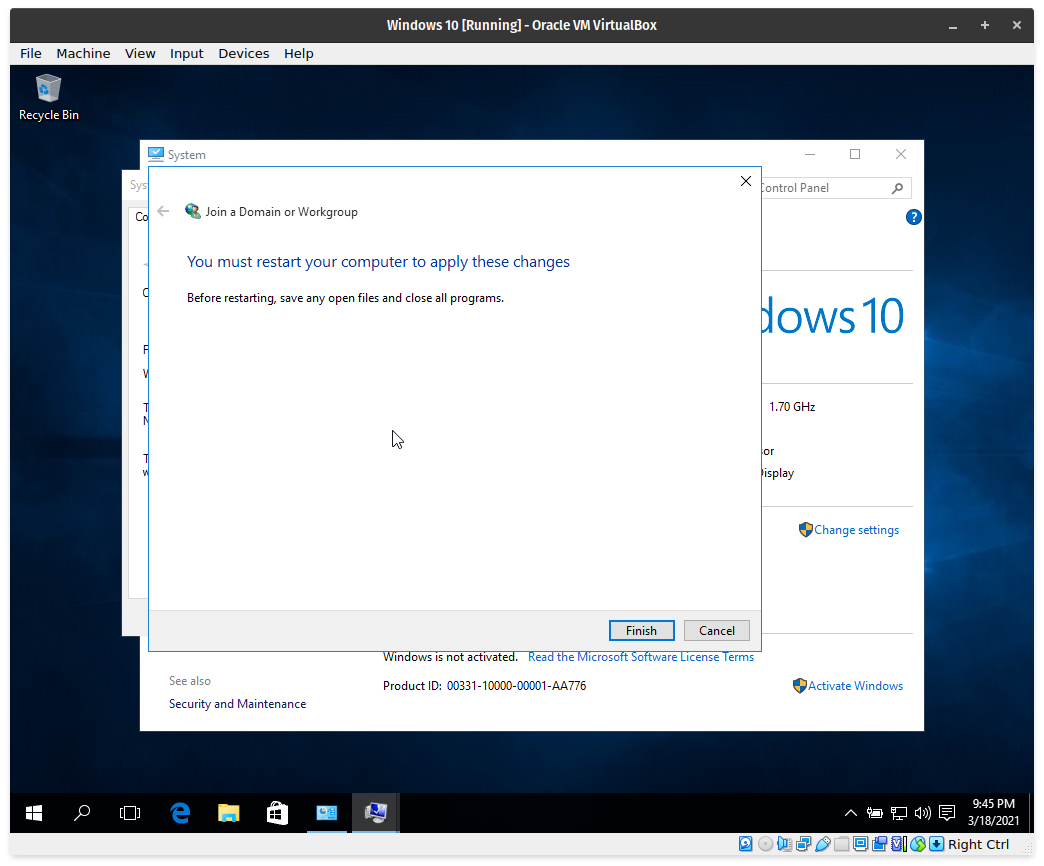 Windows 10 [Running] - Oracle VM VirtualBox
File Machine View Input Devices Help
Recycle Bin
System
Control Panel
Join a Domain or Workgroup
You must restart your computer to apply these changes
Before restarting, save any open files and close all programs.
dows 10
1.70 GHz
Display
Change settings
Finish Cancel
Windows is not activated. Read the Microsoft Software License Terms
See also
Product ID: 00331-10000-00001-AA776
Activate Windows
Security and Maintenance
9:45 PM
3/18/2021
Right Ctrl